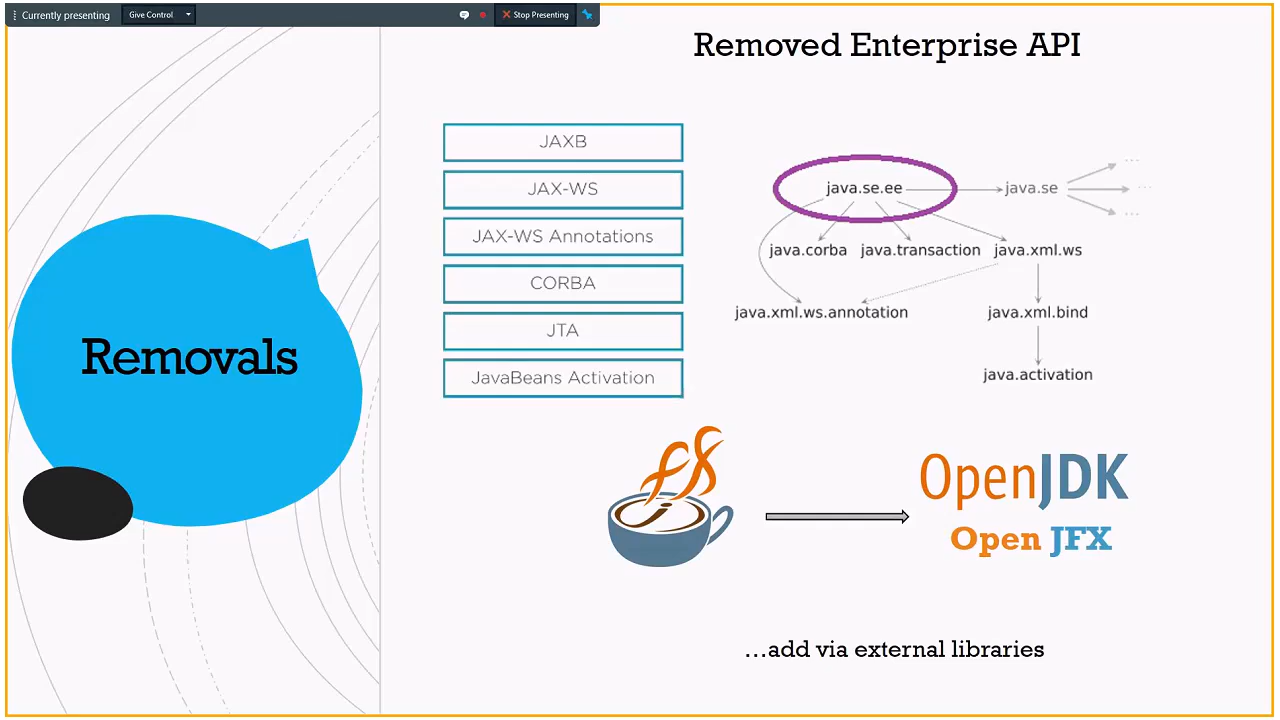 Currently presenting
Give Control
Stop Presenting
Removed Enterprise API
Removals
JAXB
JAX-WS
JAX-WS Annotations
CORBA
JTA
JavaBeans Activation
java.se.ee
java.se
...
...
...
java.corba
java.transaction
java.xml.ws
java.xml.ws.annotation
java.xml.bind
java.activation
OpenJDK
Open JFX
...add via external libraries